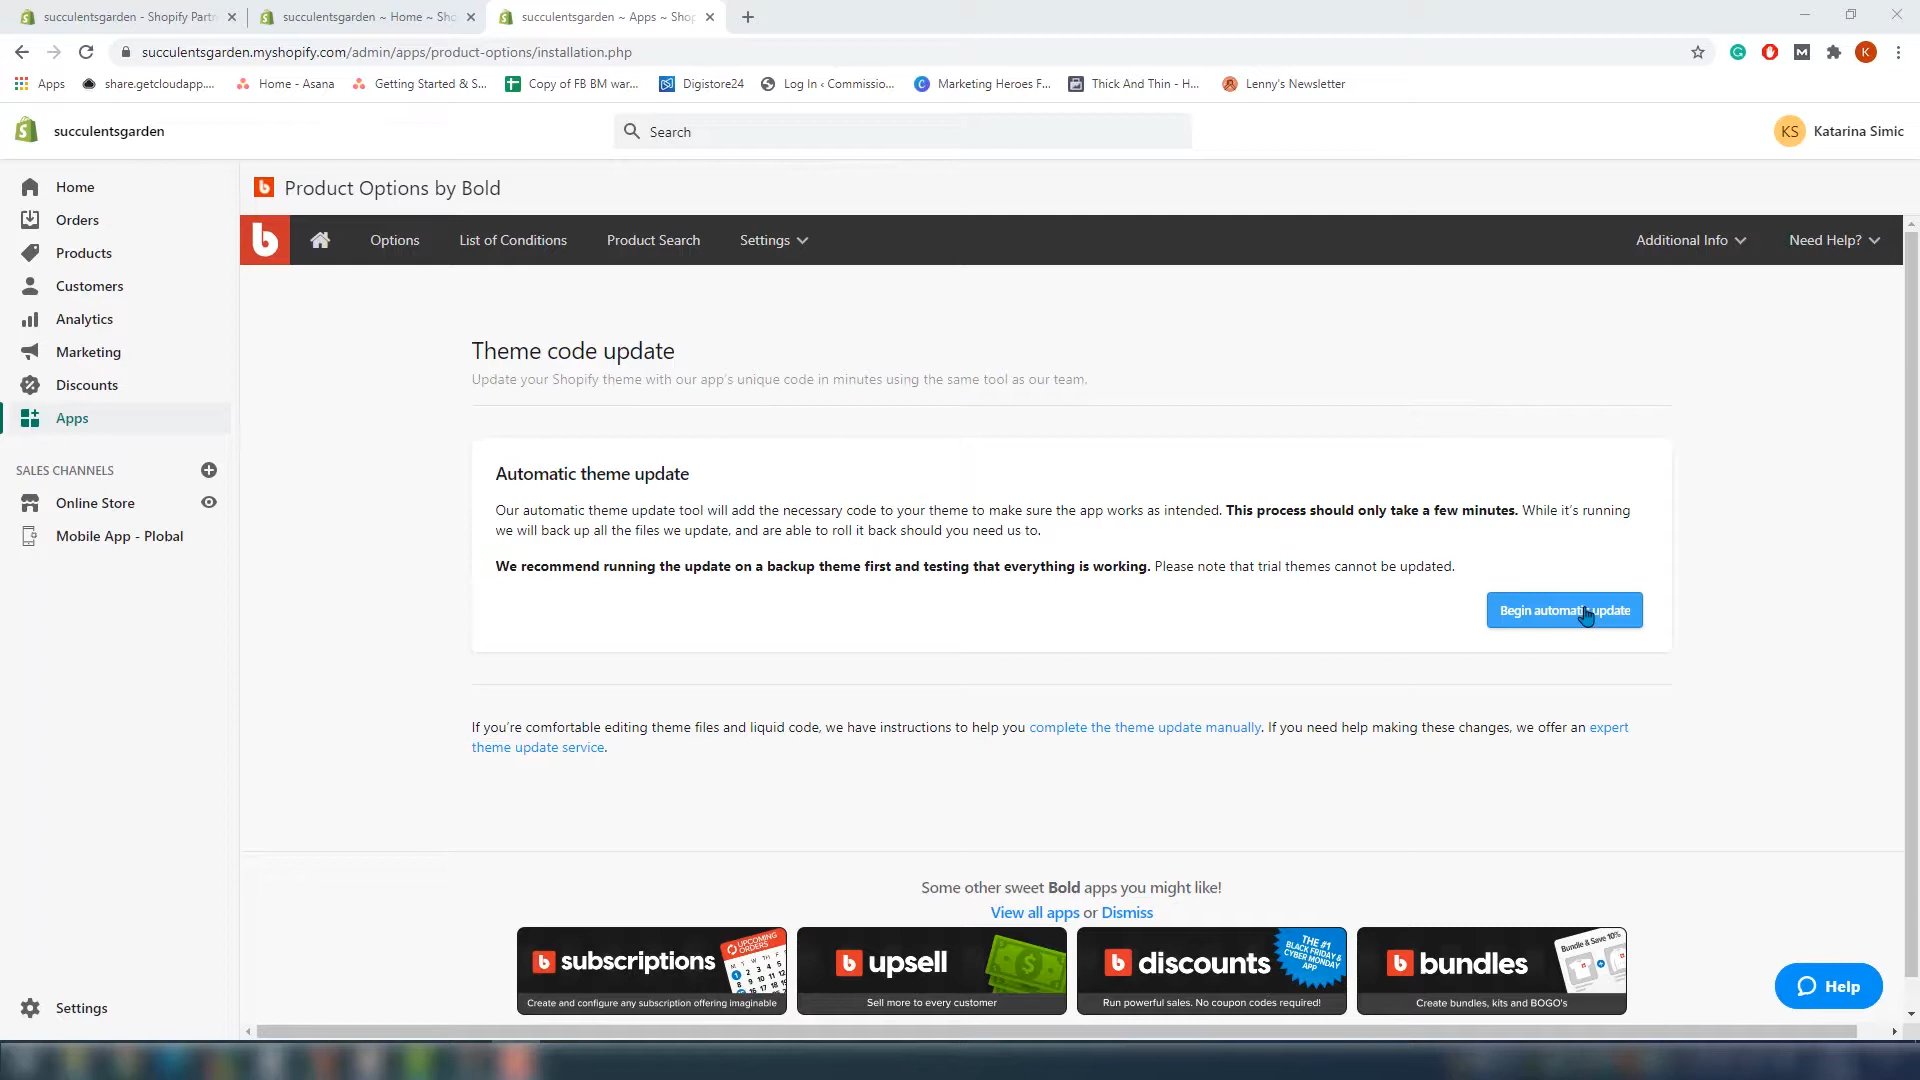 succulentsgarden - Shopify Partn
succulentsgarden ~ Home ~ Sho
succulentsgarden ~ Apps ~ Shop
succulentsgarden.myshopify.com/admin/apps/product-options/installation.php
K
Apps
share.getcloudapp....
Home - Asana
Getting Started & S...
Copy of FB BM war...
Digistore24
Log In ‹ Commissio...
Marketing Heroes F...
Thick And Thin - H...
Lenny's Newsletter
succulentsgarden
Search
KS
Katarina Simic
Home
Orders
Products
Customers
Analytics
Marketing
Discounts
Apps
SALES CHANNELS
Online Store
Mobile App - Plobal
Settings
Product Options by Bold
b
Options
List of Conditions
Product Search
Settings
Additional Info
Need Help?
Theme code update
Update your Shopify theme with our app's unique code in minutes using the same tool as our team.
Automatic theme update
Our automatic theme update tool will add the necessary code to your theme to make sure the app works as intended. This process should only take a few minutes. While it's running
we will back up all the files we update, and are able to roll it back should you need us to.
We recommend running the update on a backup theme first and testing that everything is working. Please note that trial themes cannot be updated.
Begin automatic update
If you're comfortable editing theme files and liquid code, we have instructions to help you complete the theme update manually. If you need help making these changes, we offer an expert
theme update service.
Some other sweet Bold apps you might like!
View all apps or Dismiss
b subscriptions
UPCOMING
ORDERS
Create and configure any subscription offering imaginable
b upsell
Sell more to every customer
b discounts
THE #1
BLACK FRIDAY &
CYBER MONDAY
APP
Run powerful sales. No coupon codes required!
b bundles
Bundle & Save 10%
Create bundles, kits and BOGO's
Help